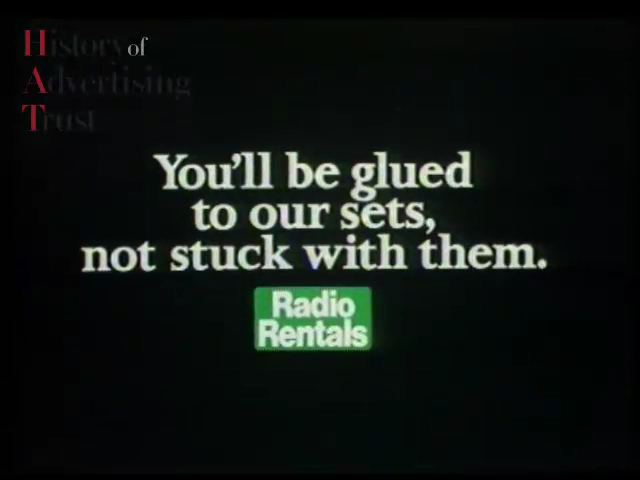 History of
Advertising
Trust
You'll be glued
to our sets,
not stuck with them.
Radio
Rentals